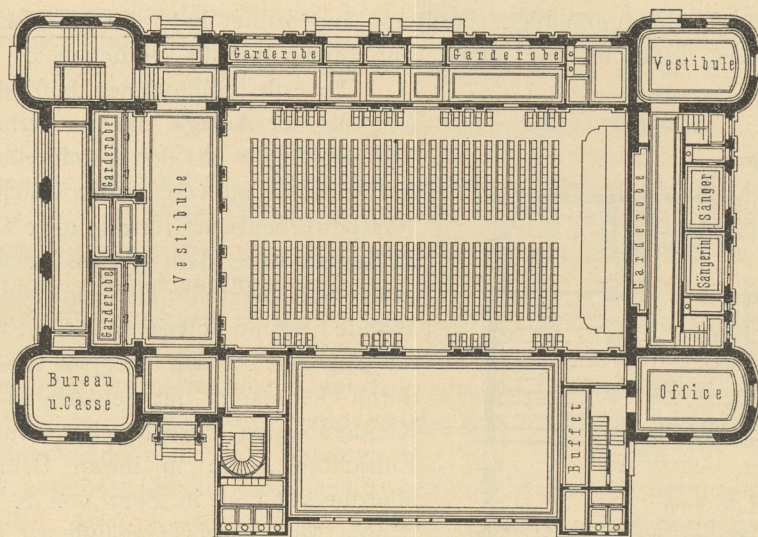 Garderobe
Garderobe
Vestibule
Garderobe
Vestibule
Garderobe
Sänger
Sängerin
Garderobe
Bureau
u. Casse
Buffet
Office